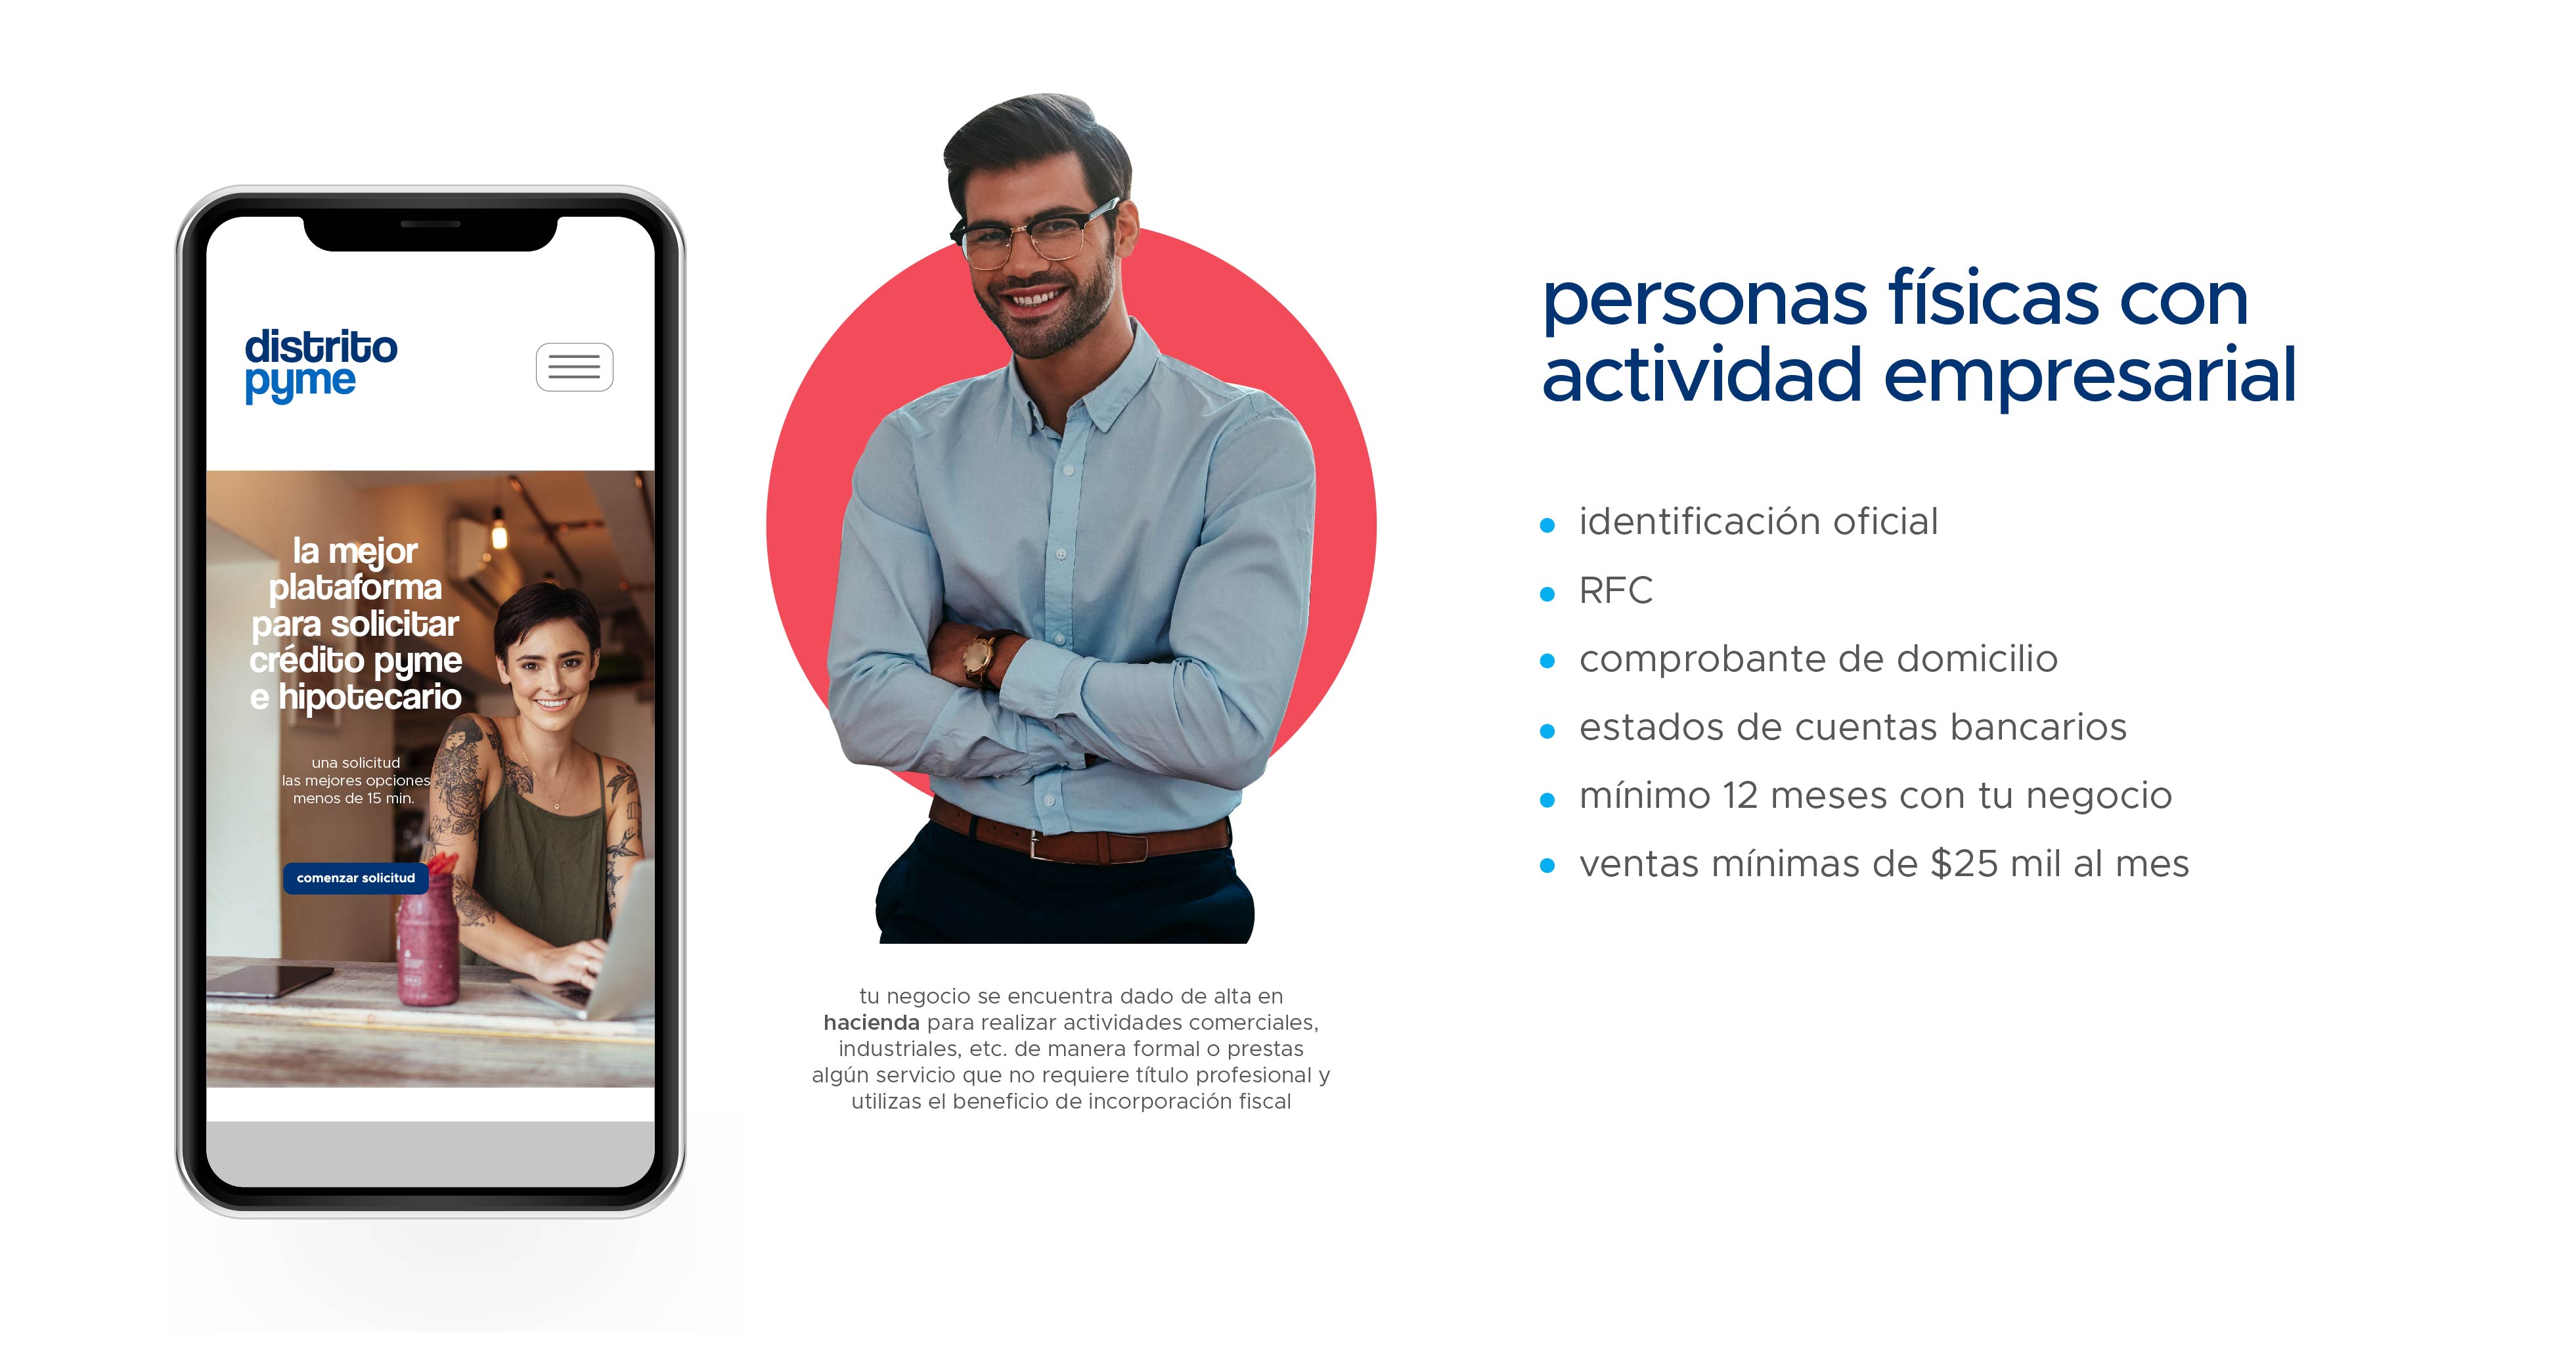 distrito
pyme
la mejor
plataforma
para solicitar
crédito pyme
e hipotecario
una solicitud
las mejores opciones
menos de 15 min.
comenzar solicitud
tu negocio se encuentra dado de alta en
hacienda para realizar actividades comerciales,
industriales, etc. de manera formal o prestas
algún servicio que no requiere título profesional y
utilizas el beneficio de incorporación fiscal
personas físicas con
actividad empresarial
identificación oficial
RFC
comprobante de domicilio
estados de cuentas bancarios
mínimo 12 meses con tu negocio
ventas mínimas de $25 mil al mes